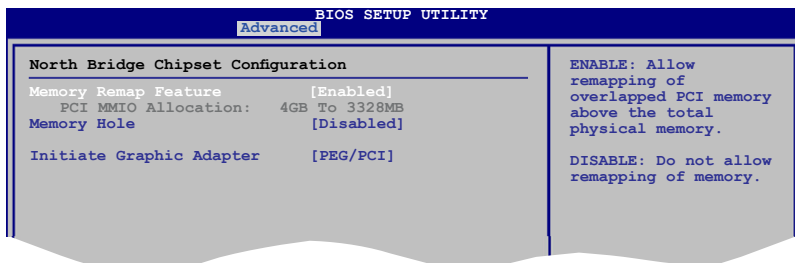 BIOS SETUP UTILITY
Advanced
North Bridge Chipset Configuration
Memory Remap Feature [Enabled]
PCI MMIO Allocation: 4GB To 3328MB
Memory Hole [Disabled]
Initiate Graphic Adapter [PEG/PCI]
ENABLE: Allow
remapping of
overlapped PCI memory
above the total
physical memory.
DISABLE: Do not allow
remapping of memory.